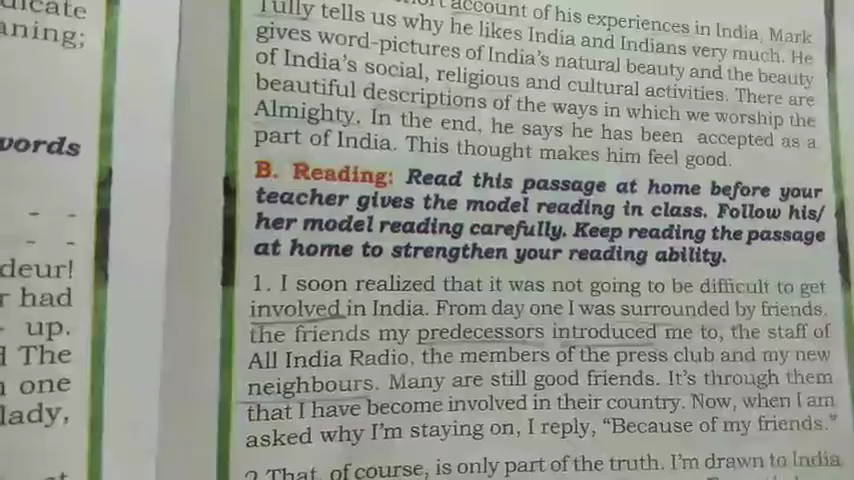 dicate
aning;
words
- -
- -
deur!
r had
- up.
d The
n one
lady,
account of his experiences in India, Mark
Tully tells us why he likes India and Indians very much. He
gives word-pictures of India's natural beauty and the beauty
of India's social, religious and cultural activities. There are
beautiful descriptions of the ways in which we worship the
Almighty. In the end, he says he has been accepted as a
part of India. This thought makes him feel good.
B. Reading: Read this passage at home before your
teacher gives the model reading in class. Follow his/
her model reading carefully. Keep reading the passage
at home to strengthen your reading ability.
1. I soon realized that it was not going to be difficult to get
involved in India. From day one I was surrounded by friends,
the friends my predecessors introduced me to, the staff of
All India Radio, the members of the press club and my new
neighbours. Many are still good friends. It's through them
that I have become involved in their country. Now, when I am
asked why I'm staying on, I reply, "Because of my friends."
2 That, of course, is only part of the truth. I'm drawn to India